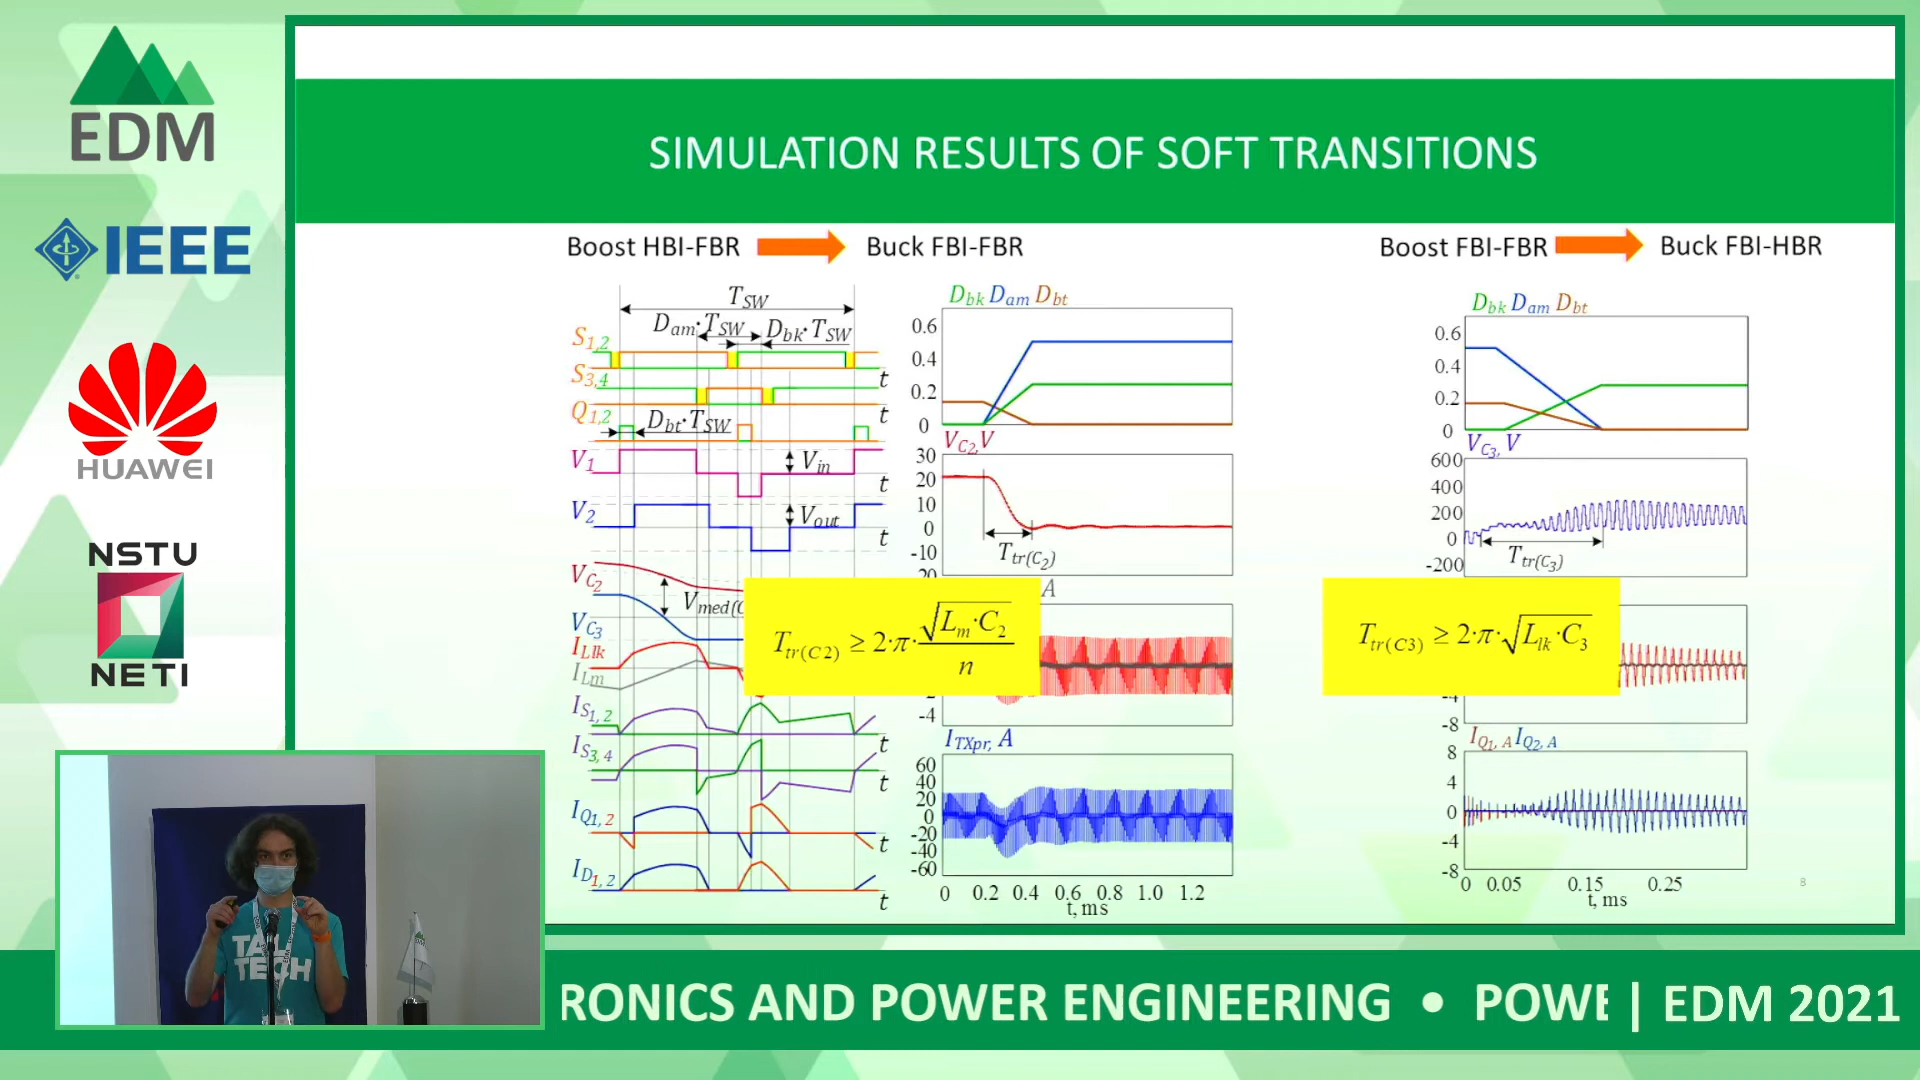 EDM
IEEE
HUAWEI
NSTU
NETI
SIMULATION RESULTS OF SOFT TRANSITIONS
Boost HBI-FBR
Buck FBI-FBR
Boost FBI-FBR
Buck FBI-HBR
T_SW
D_am·T_SW
D_bk·T_SW
S_1,2
t
S_3,4
t
Q_1,2
D_bt·T_SW
V_1
V_in
t
V_2
V_out
t
V_C2
V_med(C
V_C3
I_Llk
I_Lm
I_S1,2
t
I_S3,4
t
I_Q1,2
t
I_D1,2
t
D_bk D_am D_bt
0.6
0.4
0.2
0
V_C2, V
30
20
10
0
-10
20
T_tr(C2)
A
T_tr(C2) ≥ 2·π·√(L_m·C_2)/n
2
-4
I_TXpr, A
60
40
20
0
-20
-40
-60
0 0.2 0.4 0.6 0.8 1.0 1.2
t, ms
D_bk D_am D_bt
0.6
0.4
0.2
0
V_C3, V
600
400
200
0
-200
T_tr(C3)
T_tr(C3) ≥ 2·π·√(L_lk·C_3)
-4
-8
I_Q1, A I_Q2, A
8
4
0
-4
-8
0 0.05 0.15 0.25
t, ms
8
TAL
TECH
RONICS AND POWER ENGINEERING • POWE | EDM 2021